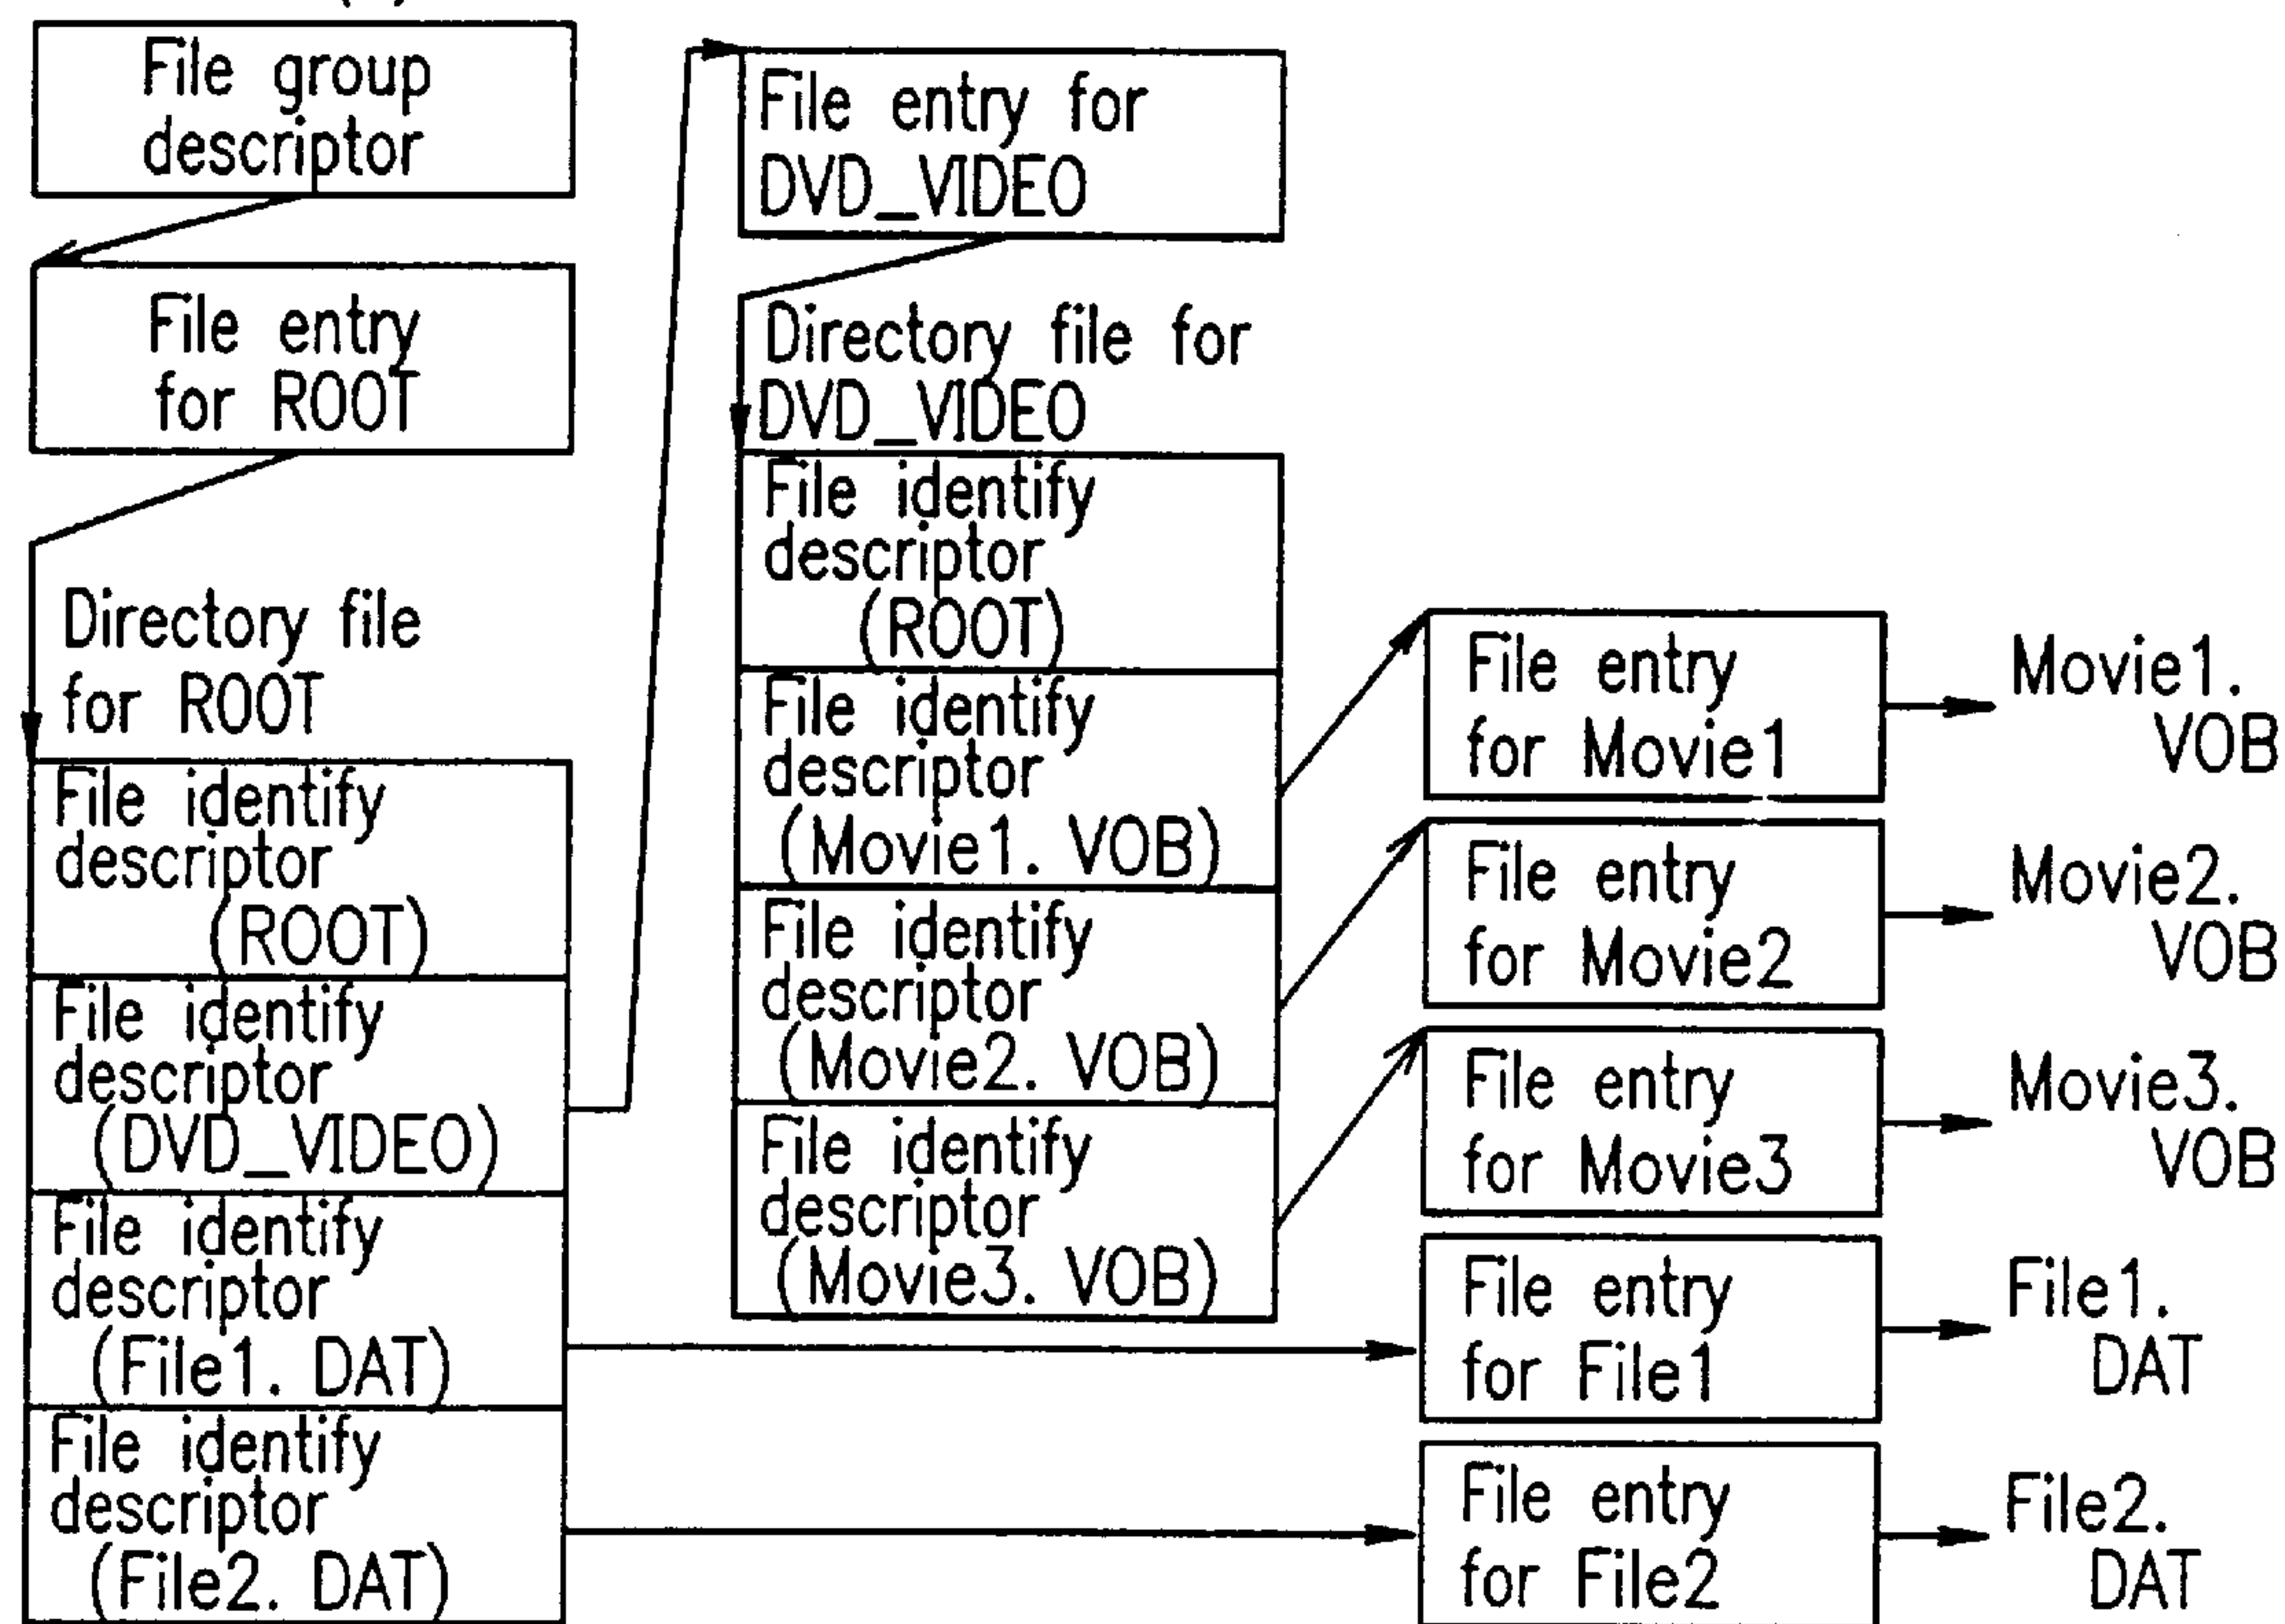 File group
descriptor
File entry
for ROOT
Directory file
for ROOT
File identify
descriptor
(ROOT)
File identify
descriptor
(DVD_VIDEO)
File identify
descriptor
(File1. DAT)
File identify
descriptor
(File2. DAT)
File entry for
DVD_VIDEO
Directory file for
DVD_VIDEO
File identify
descriptor
(ROOT)
File identify
descriptor
(Movie1. VOB)
File identify
descriptor
(Movie2. VOB)
File identify
descriptor
(Movie3. VOB)
File entry
for Movie1
Movie1.
VOB
File entry
for Movie2
Movie2.
VOB
File entry
for Movie3
Movie3.
VOB
File entry
for File1
File1.
DAT
File entry
for File2
File2.
DAT